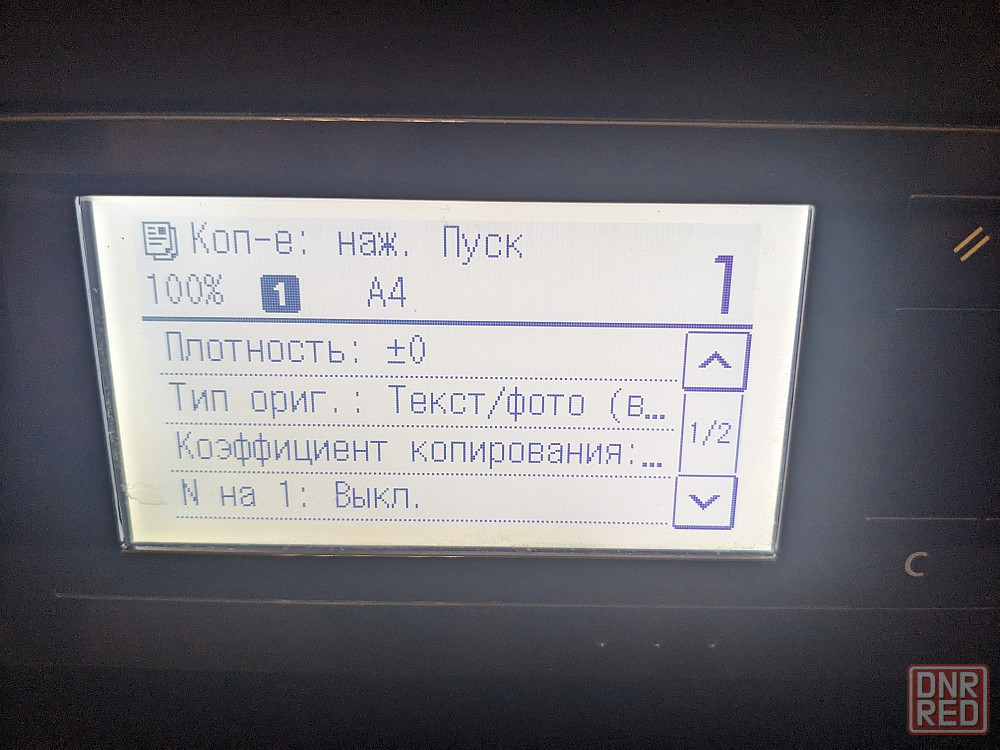 Коп-е: наж. Пуск
100% 1 A4 1
Плотность: ±0
Тип ориг.: Текст/фото (в…
Коэффициент копирования:…
1/2
N на 1: Выкл.
C
DNR
RED